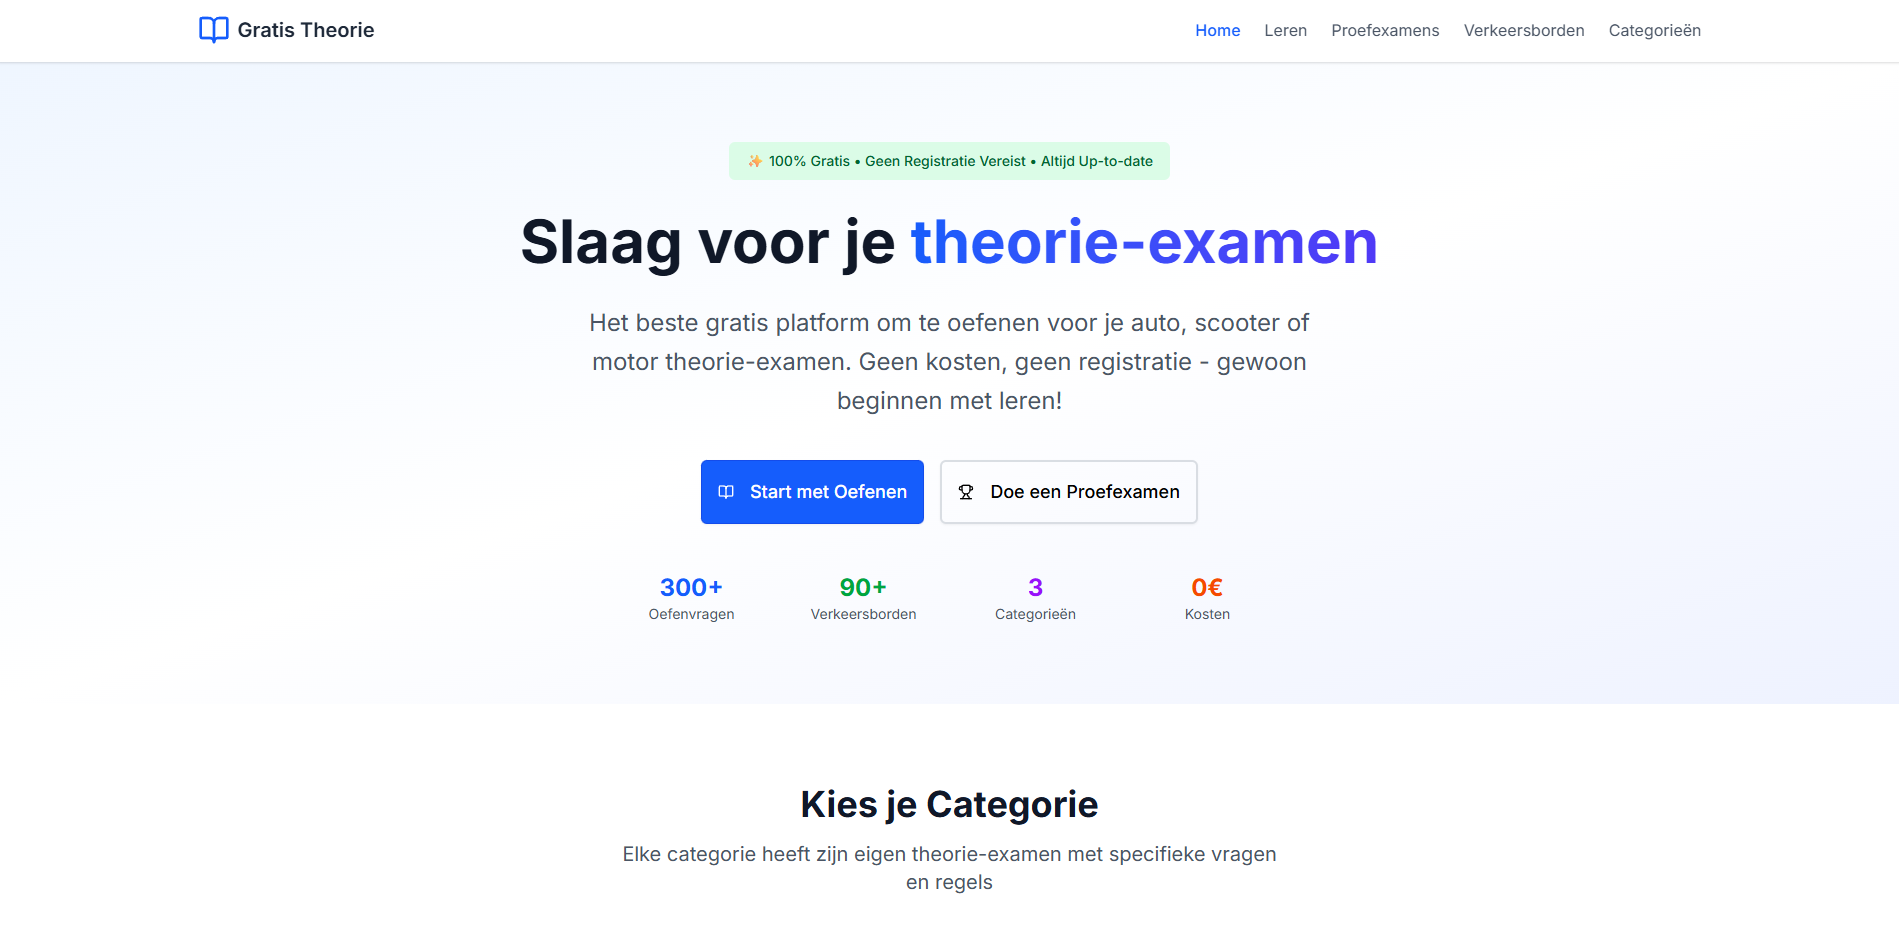 Gratis Theorie
Home Leren Proefexamens Verkeersborden Categorieën
✨ 100% Gratis • Geen Registratie Vereist • Altijd Up-to-date
Slaag voor je theorie-examen
Het beste gratis platform om te oefenen voor je auto, scooter of
motor theorie-examen. Geen kosten, geen registratie - gewoon
beginnen met leren!
Start met Oefenen
Doe een Proefexamen
300+
Oefenvragen
90+
Verkeersborden
3
Categorieën
0€
Kosten
Kies je Categorie
Elke categorie heeft zijn eigen theorie-examen met specifieke vragen
en regels